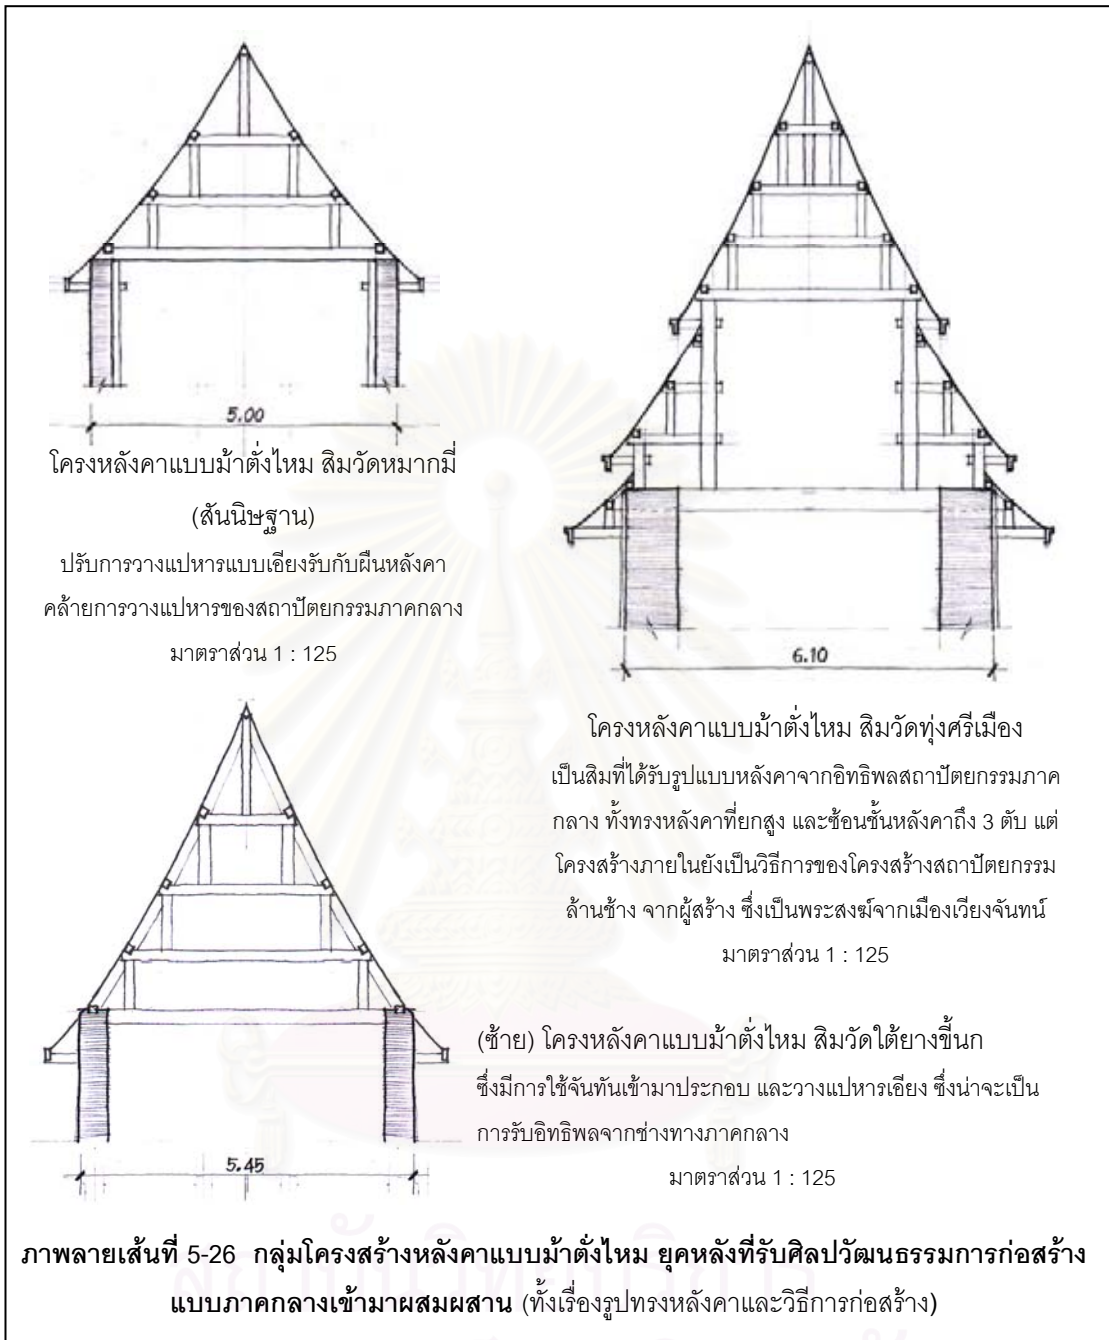 5.00
โครงหลังคาแบบม้าตั่งไหม สิมวัดหมากมี่
(สันนิษฐาน)
ปรับการวางแปหารแบบเอียงรับกับผืนหลังคา
คล้ายการวางแปหารของสถาปัตยกรรมภาคกลาง
มาตราส่วน 1 : 125
6.10
โครงหลังคาแบบม้าตั่งไหม สิมวัดทุ่งศรีเมือง
เป็นสิมที่ได้รับรูปแบบหลังคาจากอิทธิพลสถาปัตยกรรมภาค
กลาง ทั้งทรงหลังคาที่ยกสูง และซ้อนชั้นหลังคาถึง 3 ตับ แต่
โครงสร้างภายในยังเป็นวิธีการของโครงสร้างสถาปัตยกรรม
ล้านช้าง จากผู้สร้าง ซึ่งเป็นพระสงฆ์จากเมืองเวียงจันทน์
มาตราส่วน 1 : 125
5.45
(ซ้าย) โครงหลังคาแบบม้าตั่งไหม สิมวัดใต้ยางขี้นก
ซึ่งมีการใช้จันทันเข้ามาประกอบ และวางแปหารเอียง ซึ่งน่าจะเป็น
การรับอิทธิพลจากช่างทางภาคกลาง
มาตราส่วน 1 : 125
ภาพลายเส้นที่ 5-26 กลุ่มโครงสร้างหลังคาแบบม้าตั่งไหม ยุคหลังที่รับศิลปวัฒนธรรมการก่อสร้าง
แบบภาคกลางเข้ามาผสมผสาน (ทั้งเรื่องรูปทรงหลังคาและวิธีการก่อสร้าง)